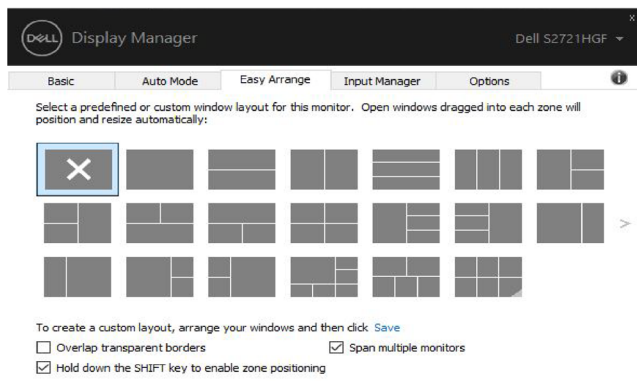 x
DELL Display Manager Dell S2721HGF
Basic Auto Mode Easy Arrange Input Manager Options i
Select a predefined or custom window layout for this monitor. Open windows dragged into each zone will
position and resize automatically:
>
To create a custom layout, arrange your windows and then click Save
Overlap transparent borders Span multiple monitors
Hold down the SHIFT key to enable zone positioning